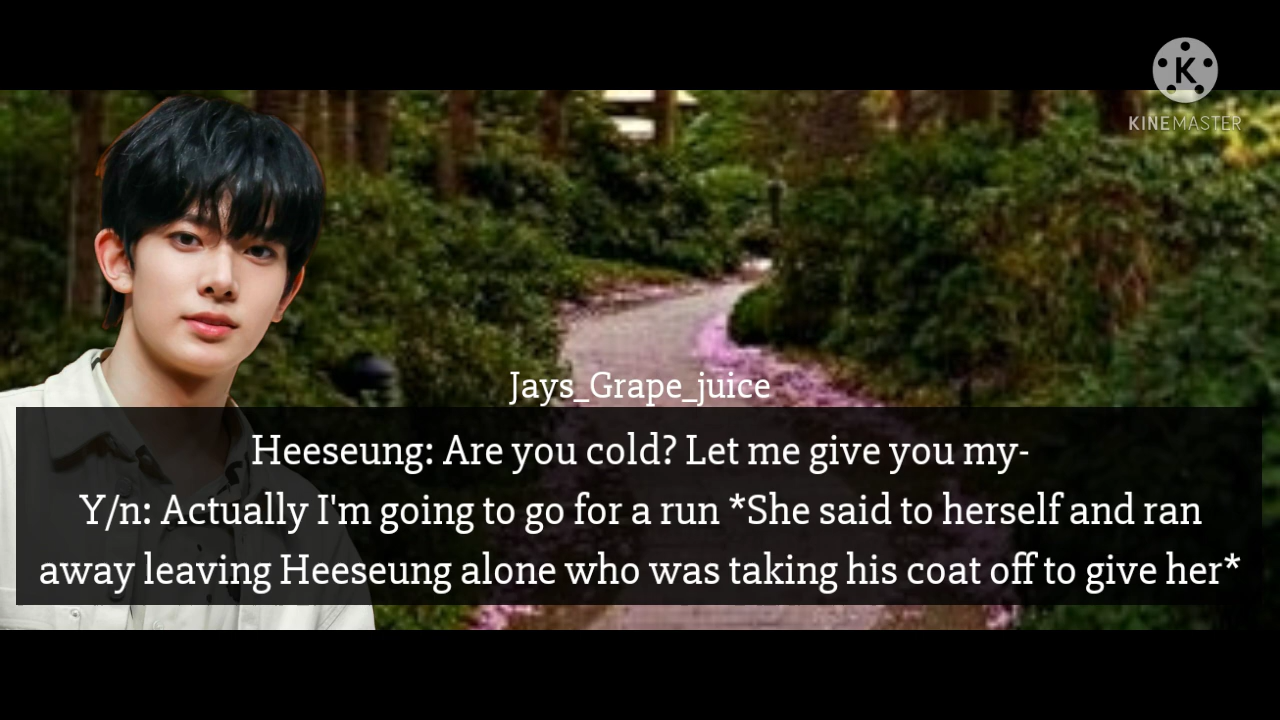 K
KINEMASTER
Jays_Grape_juice
Heeseung: Are you cold? Let me give you my-
Y/n: Actually I'm going to go for a run *She said to herself and ran
away leaving Heeseung alone who was taking his coat off to give her*